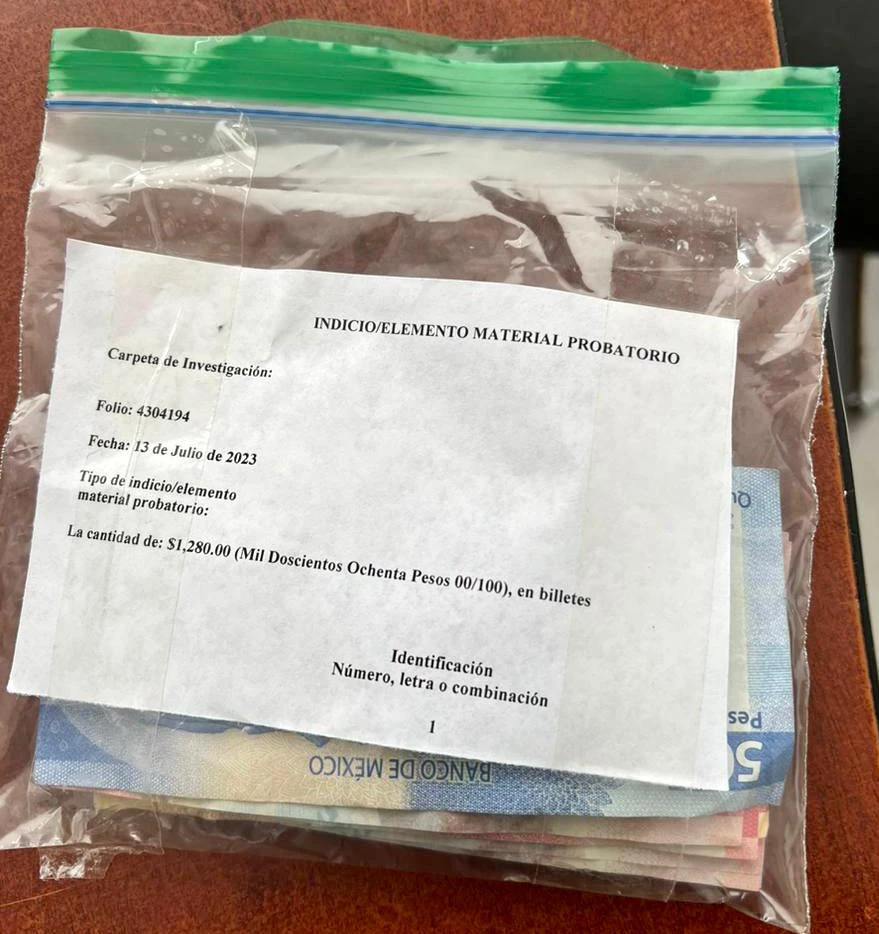 INDICIO/ELEMENTO MATERIAL PROBATORIO
Carpeta de Investigación:
Folio: 4304194
Fecha: 13 de Julio de 2023
Tipo de indicio/elemento
material probatorio:
La cantidad de: $1,280.00 (Mil Doscientos Ochenta Pesos 00/100), en billetes
Identificación
Número, letra o combinación
1
BANCO DE MÉXICO
Pes
50